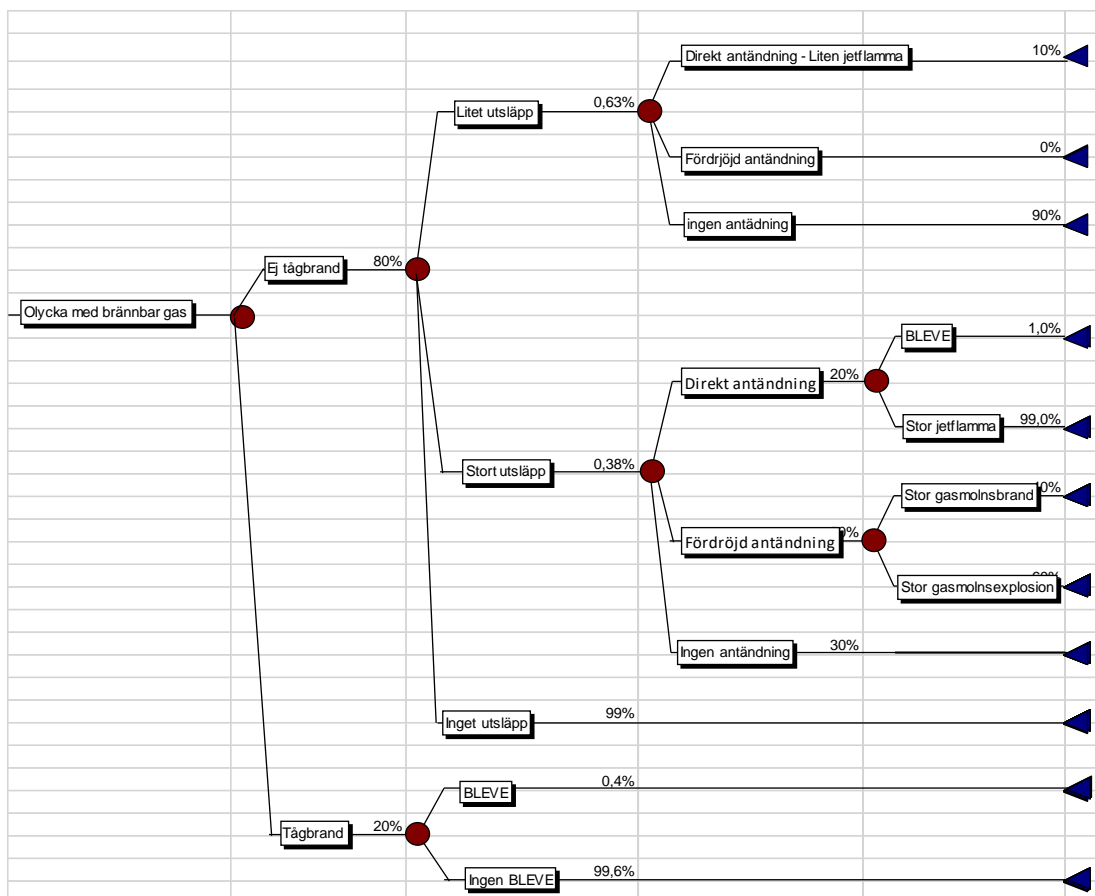 Direkt antändning - Liten jetflamma 10%
Litet utsläpp 0,63%
Fördrjöjd antändning 0%
ingen antädning 90%
Ej tågbrand 80%
Olycka med brännbar gas
BLEVE 1,0%
Direkt antändning 20%
Stor jetflamma 99,0%
Stort utsläpp 0,38%
Stor gasmolnsbrand
Fördröjd antändning
Stor gasmolnsexplosion
Ingen antändning 30%
Inget utsläpp 99%
BLEVE 0,4%
Tågbrand 20%
Ingen BLEVE 99,6%